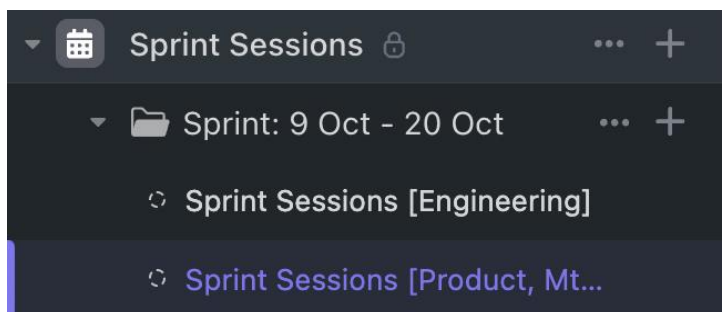 Sprint Sessions
Sprint: 9 Oct - 20 Oct
Sprint Sessions [Engineering]
Sprint Sessions [Product, Mt...